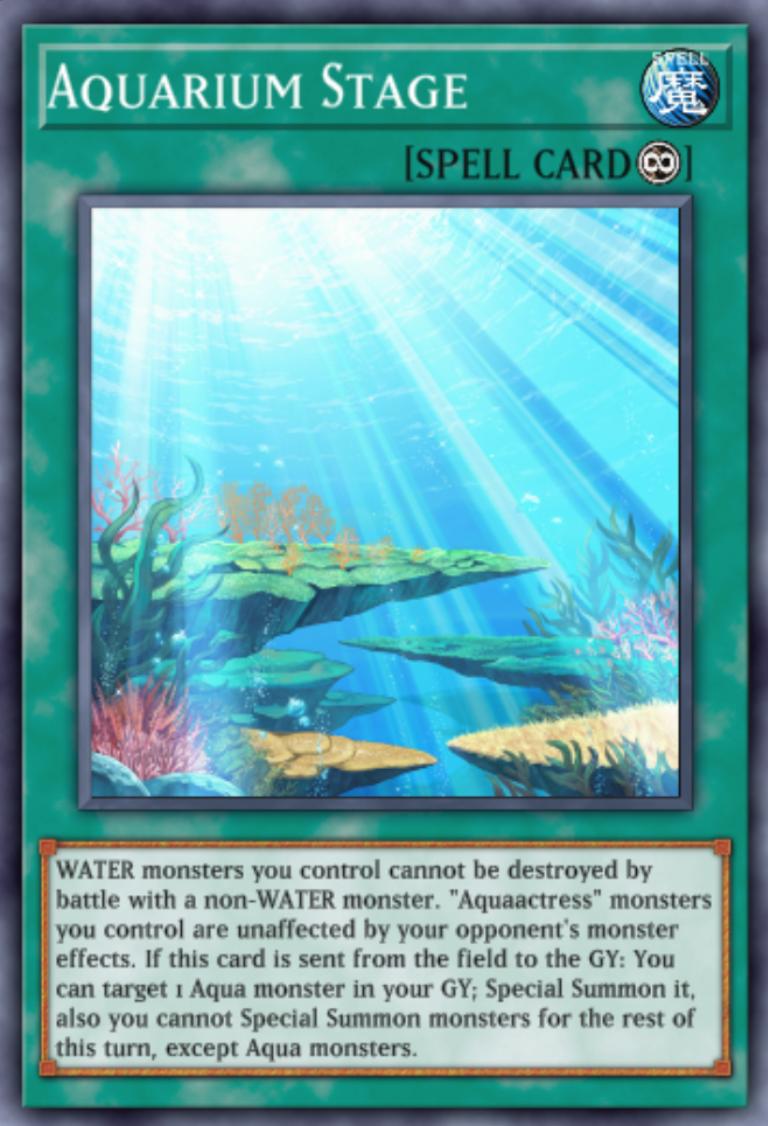 AQUARIUM STAGE
SPELL
魔
[SPELL CARD∞]
WATER monsters you control cannot be destroyed by
battle with a non-WATER monster. "Aquaactress" monsters
you control are unaffected by your opponent's monster
effects. If this card is sent from the field to the GY: You
can target 1 Aqua monster in your GY; Special Summon it,
also you cannot Special Summon monsters for the rest of
this turn, except Aqua monsters.